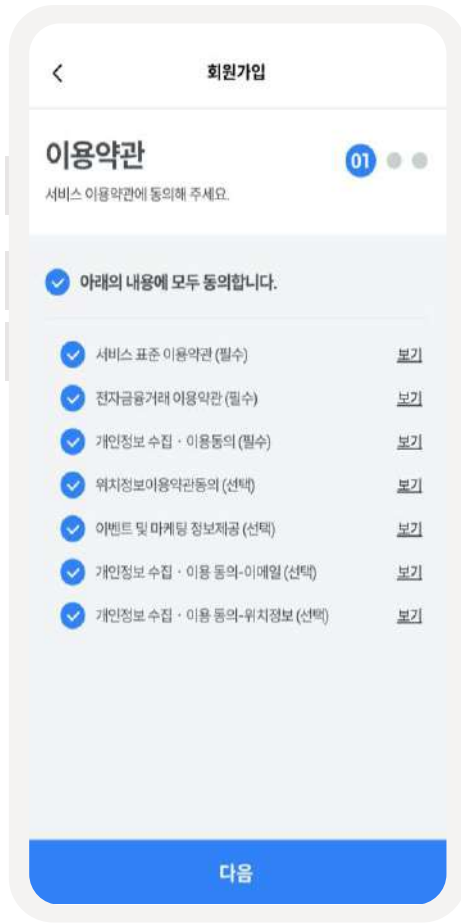 회원가입
이용약관
01
서비스 이용약관에 동의해 주세요.
아래의 내용에 모두 동의합니다.
서비스 표준 이용약관 (필수) 보기
전자금융거래 이용약관 (필수) 보기
개인정보 수집 · 이용동의 (필수) 보기
위치정보이용약관동의 (선택) 보기
이벤트 및 마케팅 정보제공 (선택) 보기
개인정보 수집 · 이용 동의-이메일 (선택) 보기
개인정보 수집 · 이용 동의-위치정보 (선택) 보기
다음